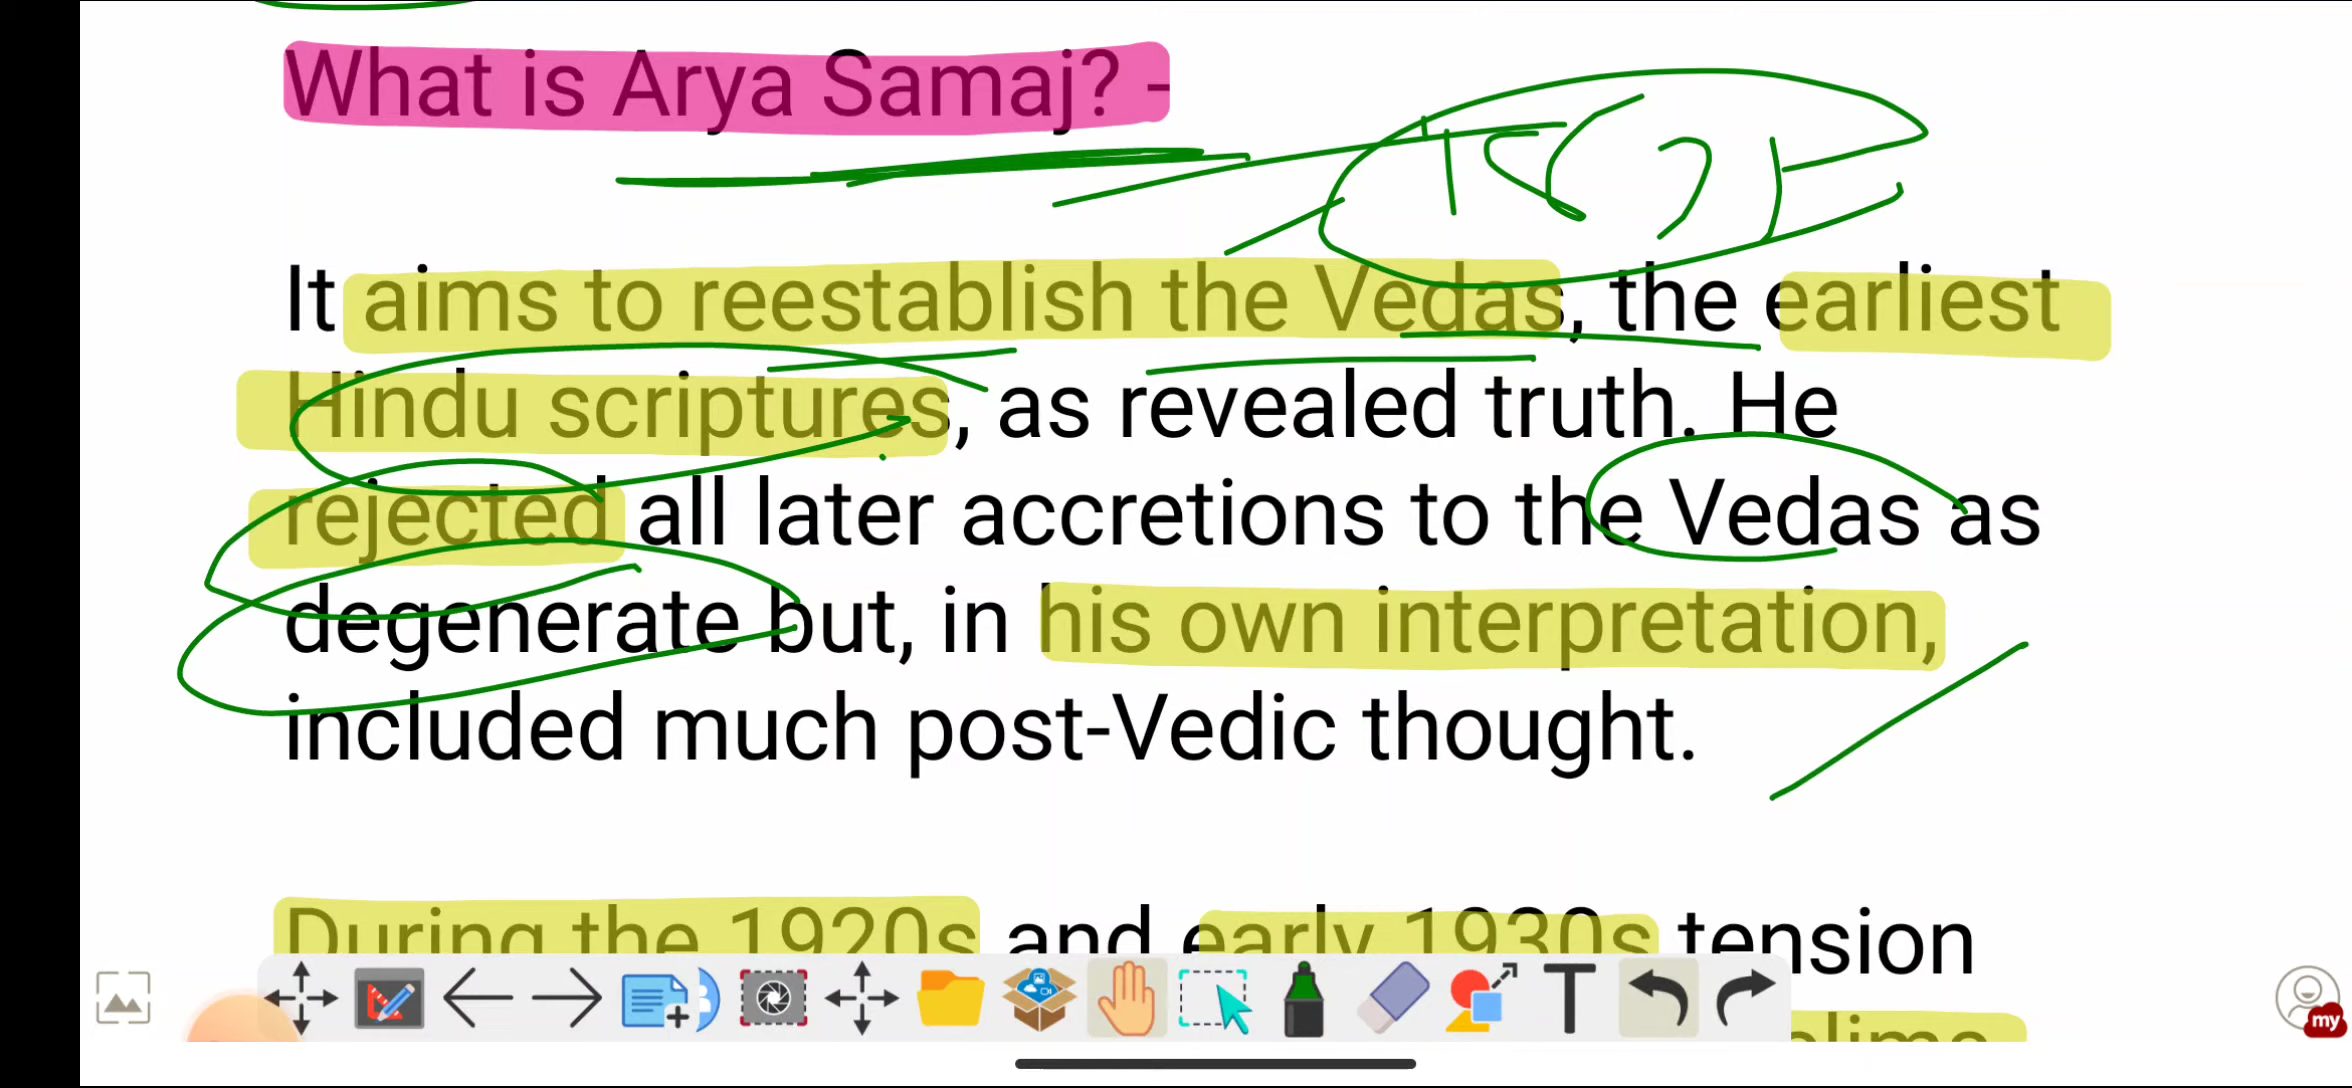 What is Arya Samaj? -
1875
It aims to reestablish the Vedas, the earliest
Hindu scriptures, as revealed truth. He
rejected all later accretions to the Vedas as
degenerate but, in his own interpretation,
included much post-Vedic thought.
During the 1920s and early 1930s tension
T
my